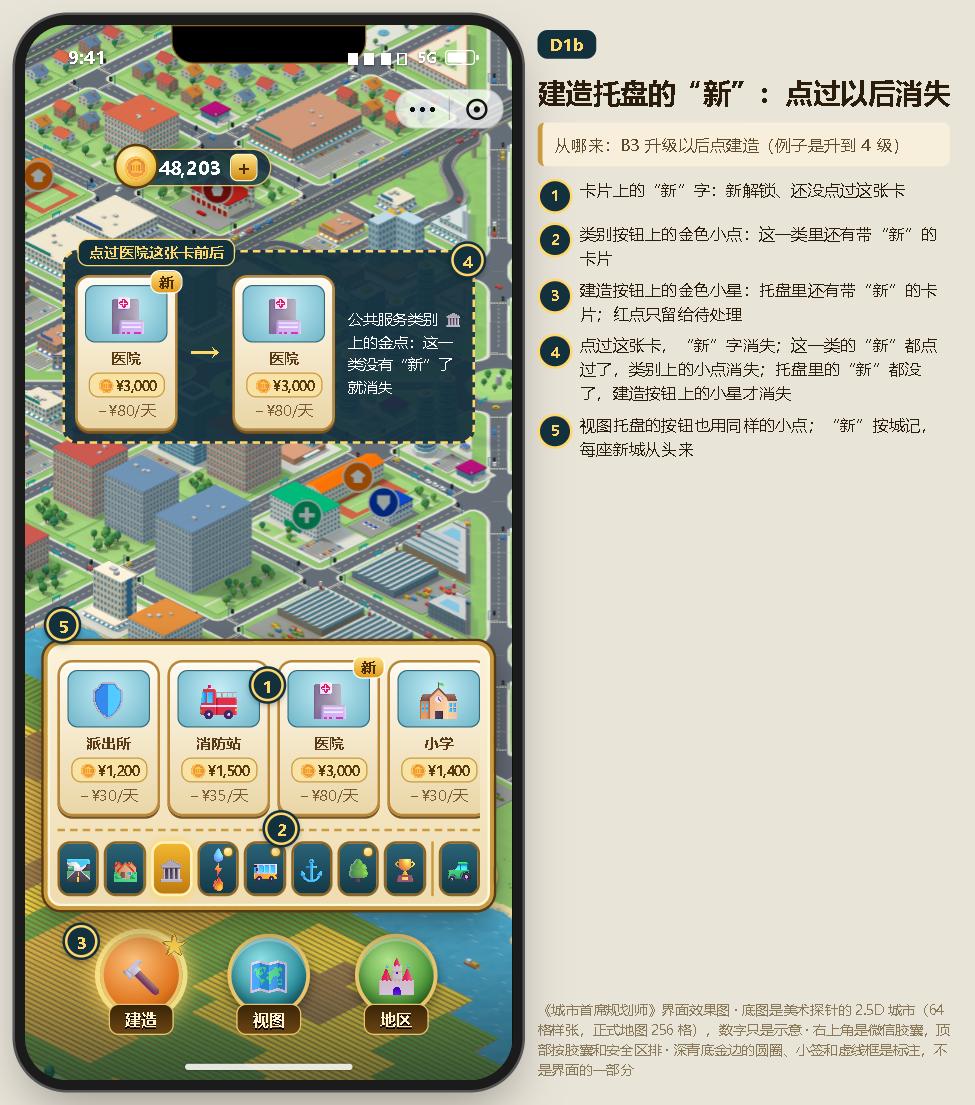 9:41
5G
48,203
+
点过医院这张卡前后
4
新
医院
¥3,000
－¥80/天
→
医院
¥3,000
－¥80/天
公共服务类别
上的金点：这一
类没有“新”了
就消失
5
1
新
派出所
¥1,200
－¥30/天
消防站
¥1,500
－¥35/天
医院
¥3,000
－¥80/天
小学
¥1,400
－¥30/天
2
3
建造
视图
地区
D1b
建造托盘的“新”：点过以后消失
从哪来：B3 升级以后点建造（例子是升到 4 级）
1 卡片上的“新”字：新解锁、还没点过这张卡
2 类别按钮上的金色小点：这一类里还有带“新”的
卡片
3 建造按钮上的金色小星：托盘里还有带“新”的卡
片；红点只留给待处理
4 点过这张卡，“新”字消失；这一类的“新”都点
过了，类别上的小点消失；托盘里的“新”都没
了，建造按钮上的小星才消失
5 视图托盘的按钮也用同样的小点；“新”按城记，
每座新城从头来
《城市首席规划师》界面效果图 · 底图是美术探针的 2.5D 城市（64
格样张，正式地图 256 格），数字只是示意 · 右上角是微信胶囊，顶
部按胶囊和安全区排 · 深青底金边的圆圈、小签和虚线框是标注，不
是界面的一部分